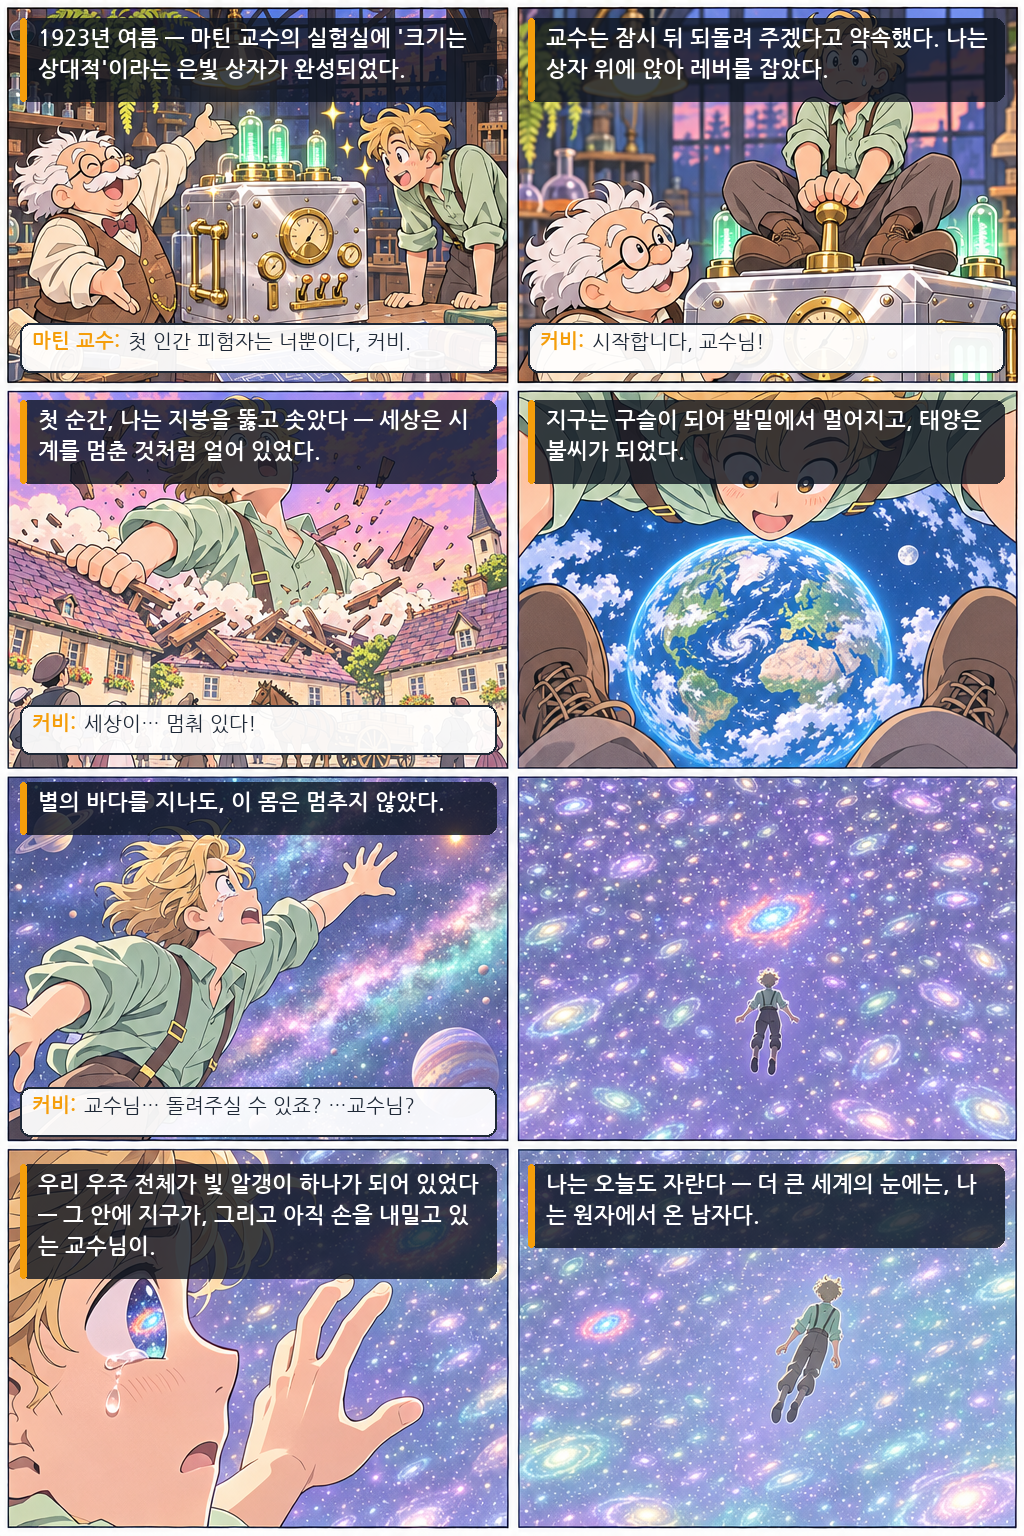 1923년 여름 — 마틴 교수의 실험실에 '크기는
상대적'이라는 은빛 상자가 완성되었다.
마틴 교수: 첫 인간 피험자는 너뿐이다, 커비.
교수는 잠시 뒤 되돌려 주겠다고 약속했다. 나는
상자 위에 앉아 레버를 잡았다.
커비: 시작합니다, 교수님!
첫 순간, 나는 지붕을 뚫고 솟았다 — 세상은 시
계를 멈춘 것처럼 얼어 있었다.
커비: 세상이… 멈춰 있다!
지구는 구슬이 되어 발밑에서 멀어지고, 태양은
불씨가 되었다.
별의 바다를 지나도, 이 몸은 멈추지 않았다.
커비: 교수님… 돌려주실 수 있죠? …교수님?
우리 우주 전체가 빛 알갱이 하나가 되어 있었다
— 그 안에 지구가, 그리고 아직 손을 내밀고 있
는 교수님이.
나는 오늘도 자란다 — 더 큰 세계의 눈에는, 나
는 원자에서 온 남자다.